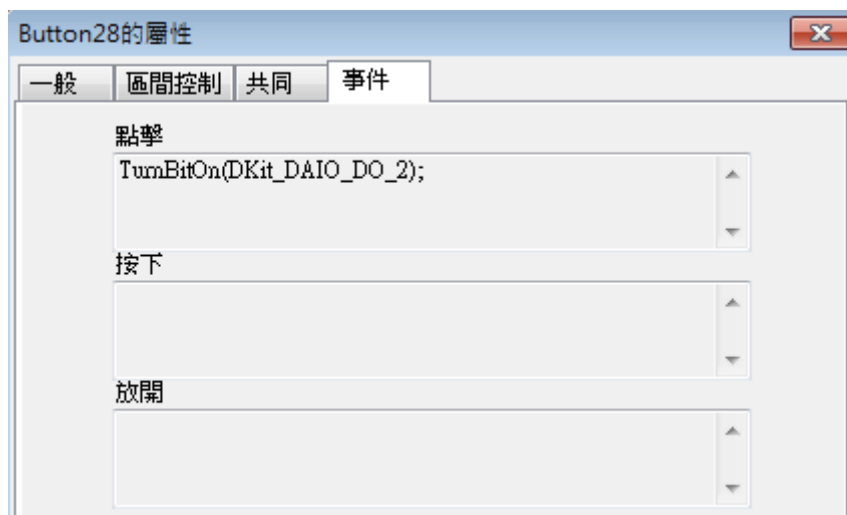 Button28的屬性
一般
區間控制
共同
事件
點擊
TurnBitOn(DKit_DAIO_DO_2);
按下
放開